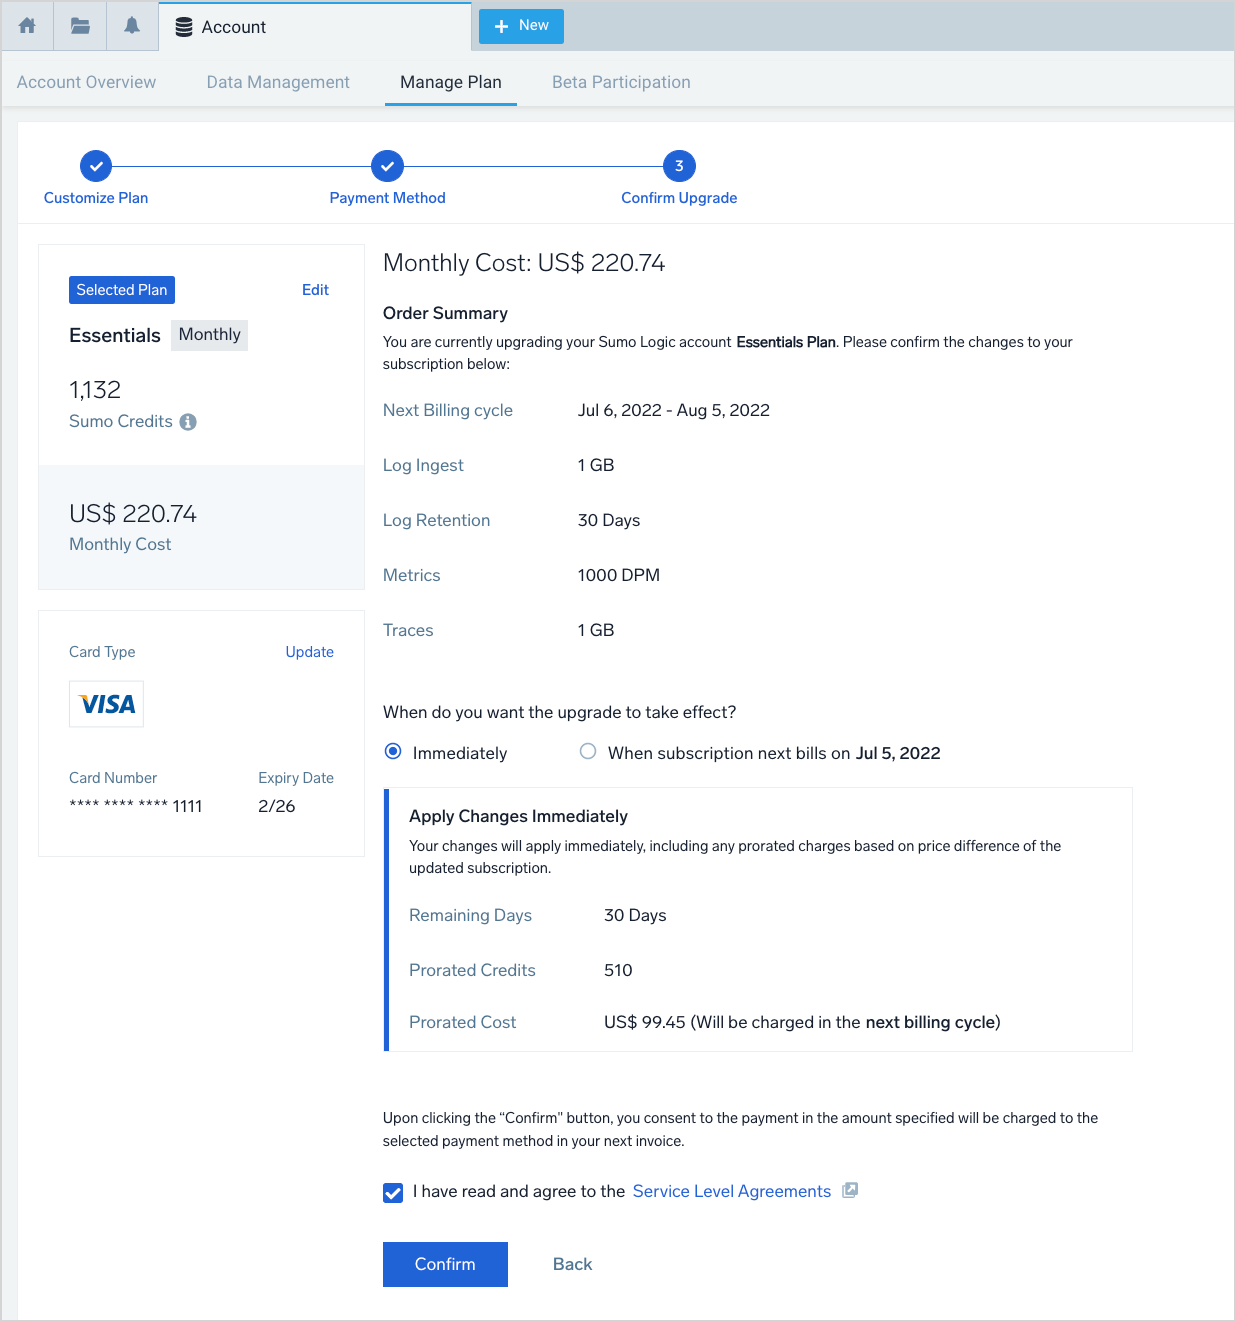 Account
New
Account Overview
Data Management
Manage Plan
Beta Participation
3
Customize Plan
Payment Method
Confirm Upgrade
Selected Plan
Edit
Essentials
Monthly
1,132
Sumo Credits
US$ 220.74
Monthly Cost
Card Type
Update
VISA
Card Number
Expiry Date
**** **** **** 1111
2/26
Monthly Cost: US$ 220.74
Order Summary
You are currently upgrading your Sumo Logic account Essentials Plan. Please confirm the changes to your
subscription below:
Next Billing cycle
Jul 6, 2022 - Aug 5, 2022
Log Ingest
1 GB
Log Retention
30 Days
Metrics
1000 DPM
Traces
1 GB
When do you want the upgrade to take effect?
Immediately
When subscription next bills on Jul 5, 2022
Apply Changes Immediately
Your changes will apply immediately, including any prorated charges based on price difference of the
updated subscription.
Remaining Days
30 Days
Prorated Credits
510
Prorated Cost
US$ 99.45 (Will be charged in the next billing cycle)
Upon clicking the “Confirm” button, you consent to the payment in the amount specified will be charged to the
selected payment method in your next invoice.
I have read and agree to the Service Level Agreements
Confirm
Back